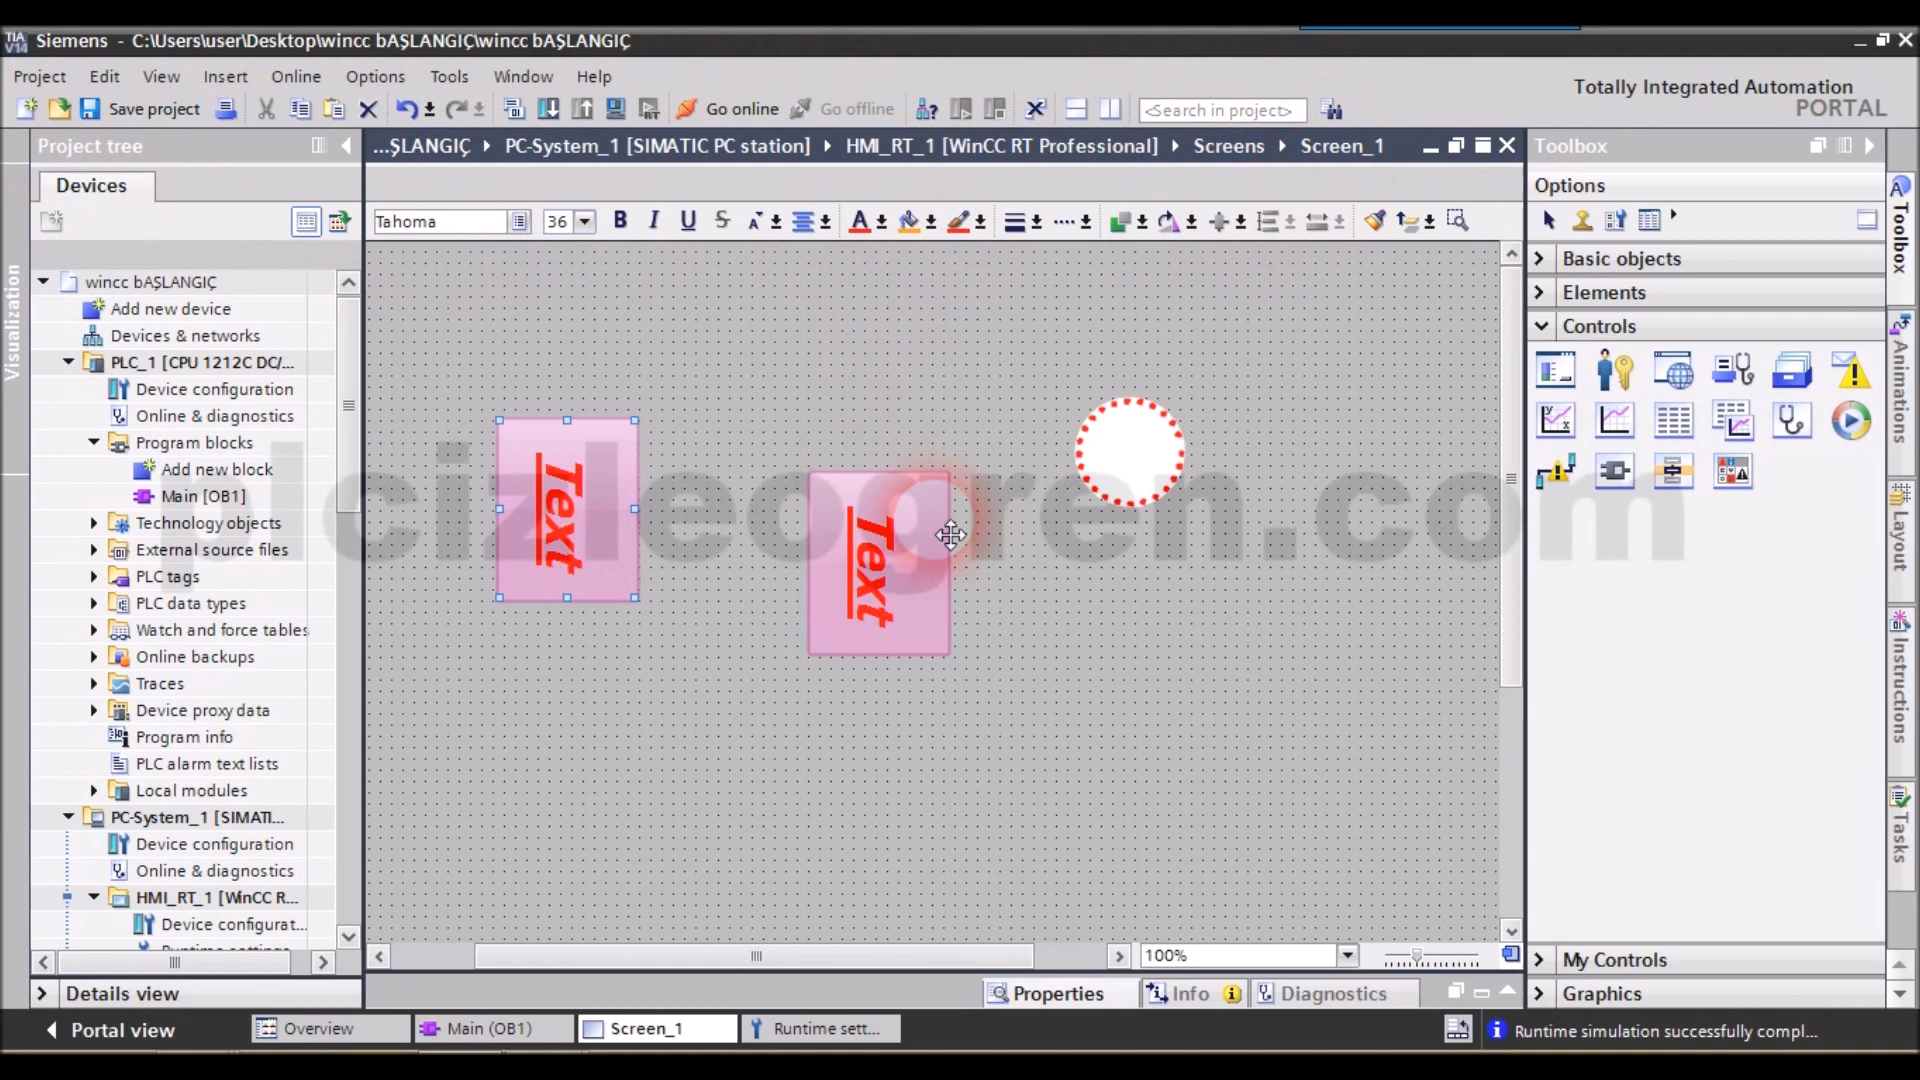 TIA V14 Siemens - C:\Users\user\Desktop\wincc bAŞLANGIÇ\wincc bAŞLANGIÇ
Project Edit View Insert Online Options Tools Window Help
Totally Integrated Automation
PORTAL
Save project Go online Go offline <Search in project>
Project tree
...ŞLANGIÇ PC-System_1 [SIMATIC PC station] HMI_RT_1 [WinCC RT Professional] Screens Screen_1
Toolbox
Devices
Options
Tahoma 36 B I U S
Visualization
wincc bAŞLANGIÇ
Add new device
Devices & networks
PLC_1 [CPU 1212C DC/...
Device configuration
Online & diagnostics
Program blocks
Add new block
Main [OB1]
Technology objects
External source files
PLC tags
PLC data types
Watch and force tables
Online backups
Traces
Device proxy data
Program info
PLC alarm text lists
Local modules
PC-System_1 [SIMATI...
Device configuration
Online & diagnostics
HMI_RT_1 [WinCC R...
Device configurat...
Runtime settings
Text
Text
plcizleogren.com
Basic objects
Elements
Controls
My Controls
Graphics
Toolbox
Animations
Layout
Instructions
Tasks
100%
Details view
Properties Info Diagnostics
Portal view Overview Main (OB1) Screen_1 Runtime sett...
Runtime simulation successfully compl...